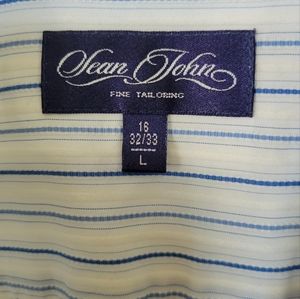 Sean John
FINE TAILORING
16
32/33
L